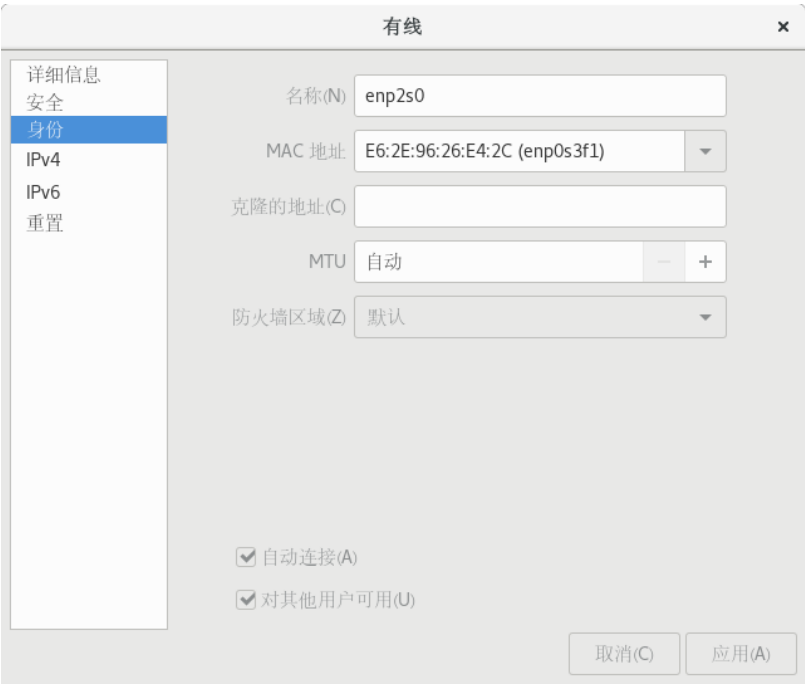 有线
详细信息
安全
身份
IPv4
IPv6
重置
名称(N) enp2s0
MAC 地址 E6:2E:96:26:E4:2C (enp0s3f1)
克隆的地址(C)
MTU 自动
防火墙区域(Z) 默认
自动连接(A)
对其他用户可用(U)
取消(C) 应用(A)